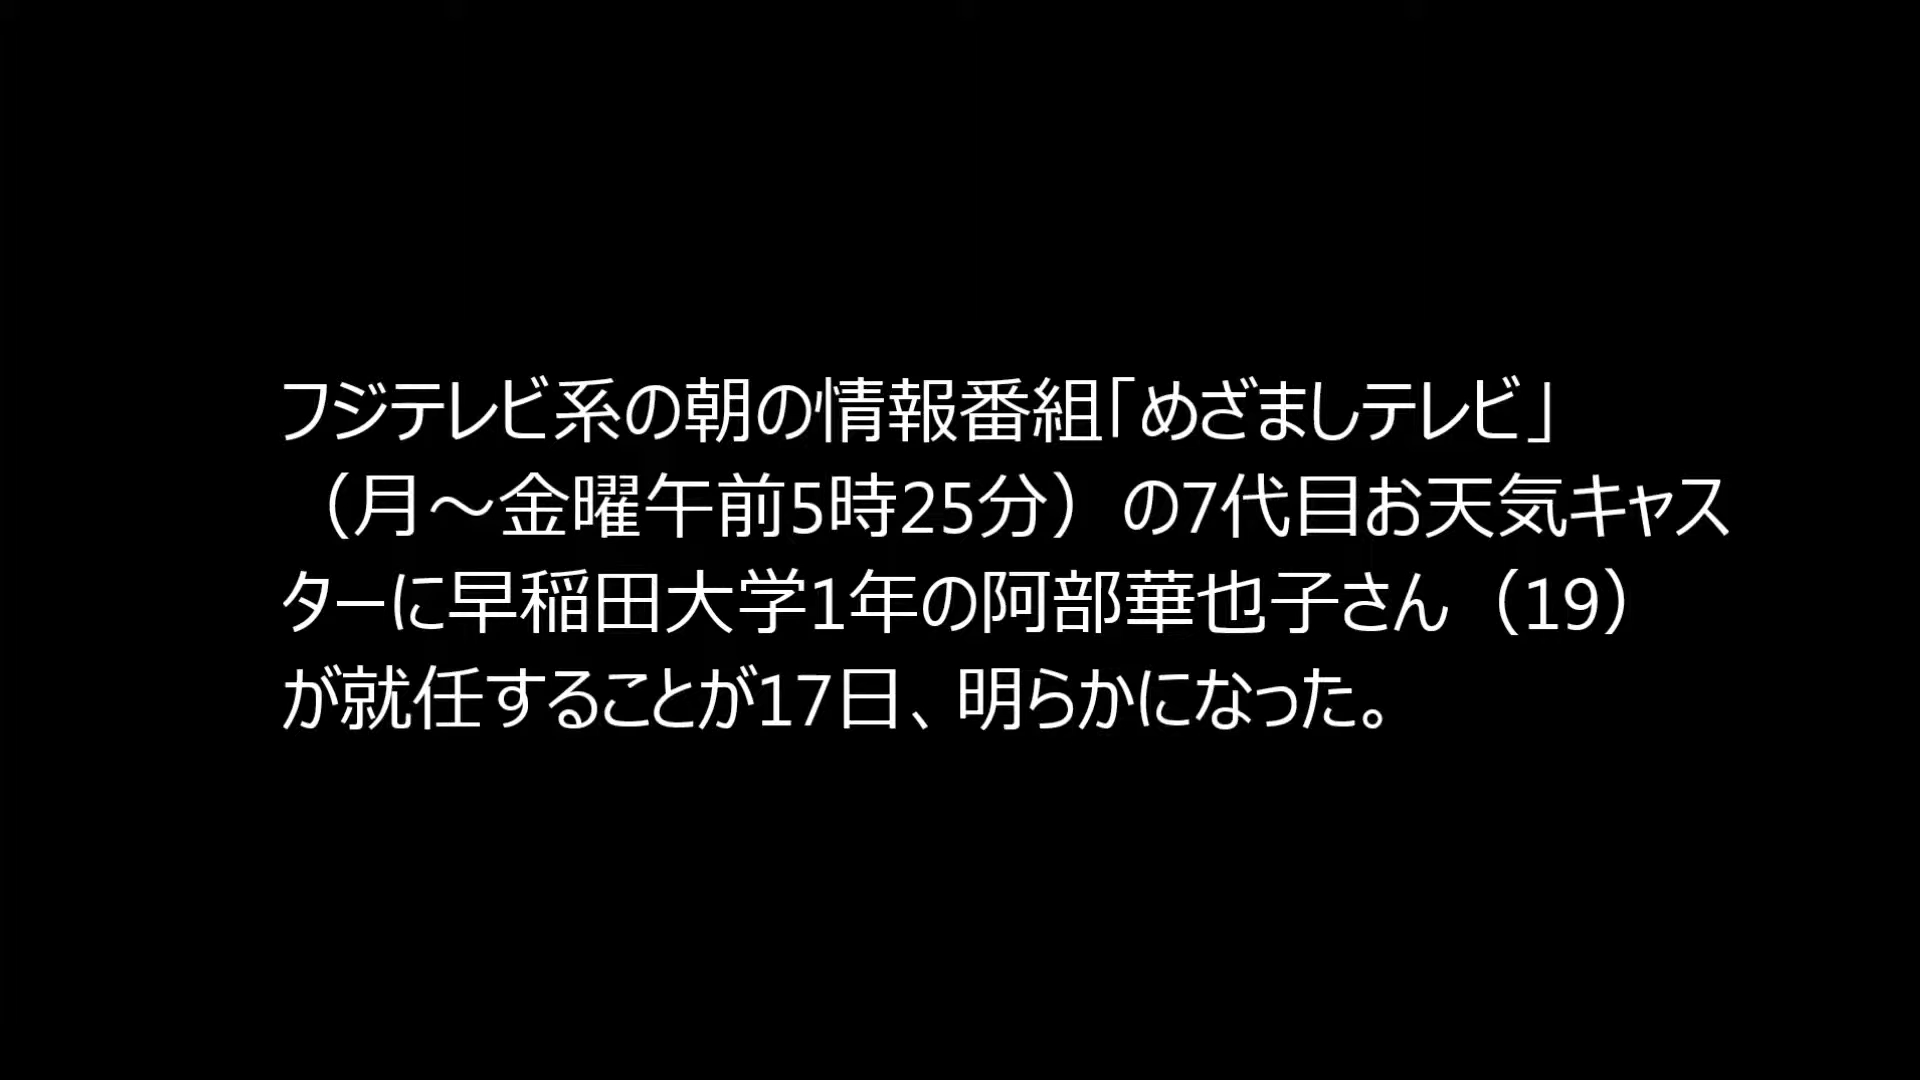 フジテレビ系の朝の情報番組「めざましテレビ」
（月～金曜午前5時25分）の7代目お天気キャス
ターに早稲田大学1年の阿部華也子さん（19）
が就任することが17日、明らかになった。